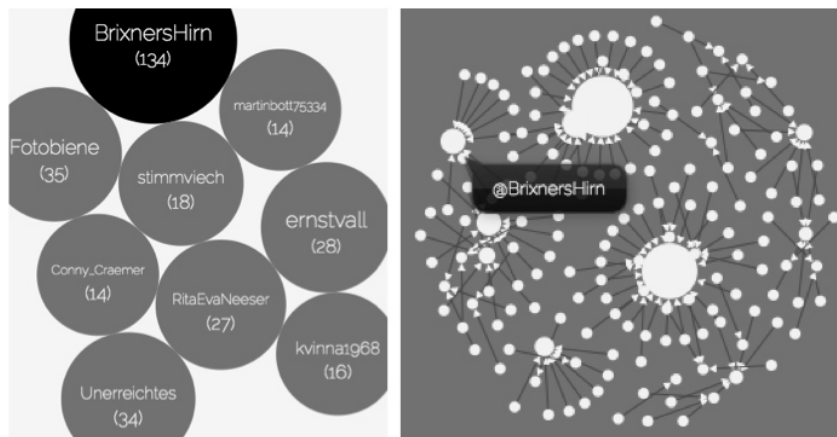 BrixnersHirn
(134)
martinbott75334
(14)
Fotobiene
(35)
stimmviech
(18)
ernstvall
(28)
Conny_Craemer
(14)
RitaEvaNeeser
(27)
kvinna1968
(16)
Unerreichtes
(34)
@BrixnersHirn